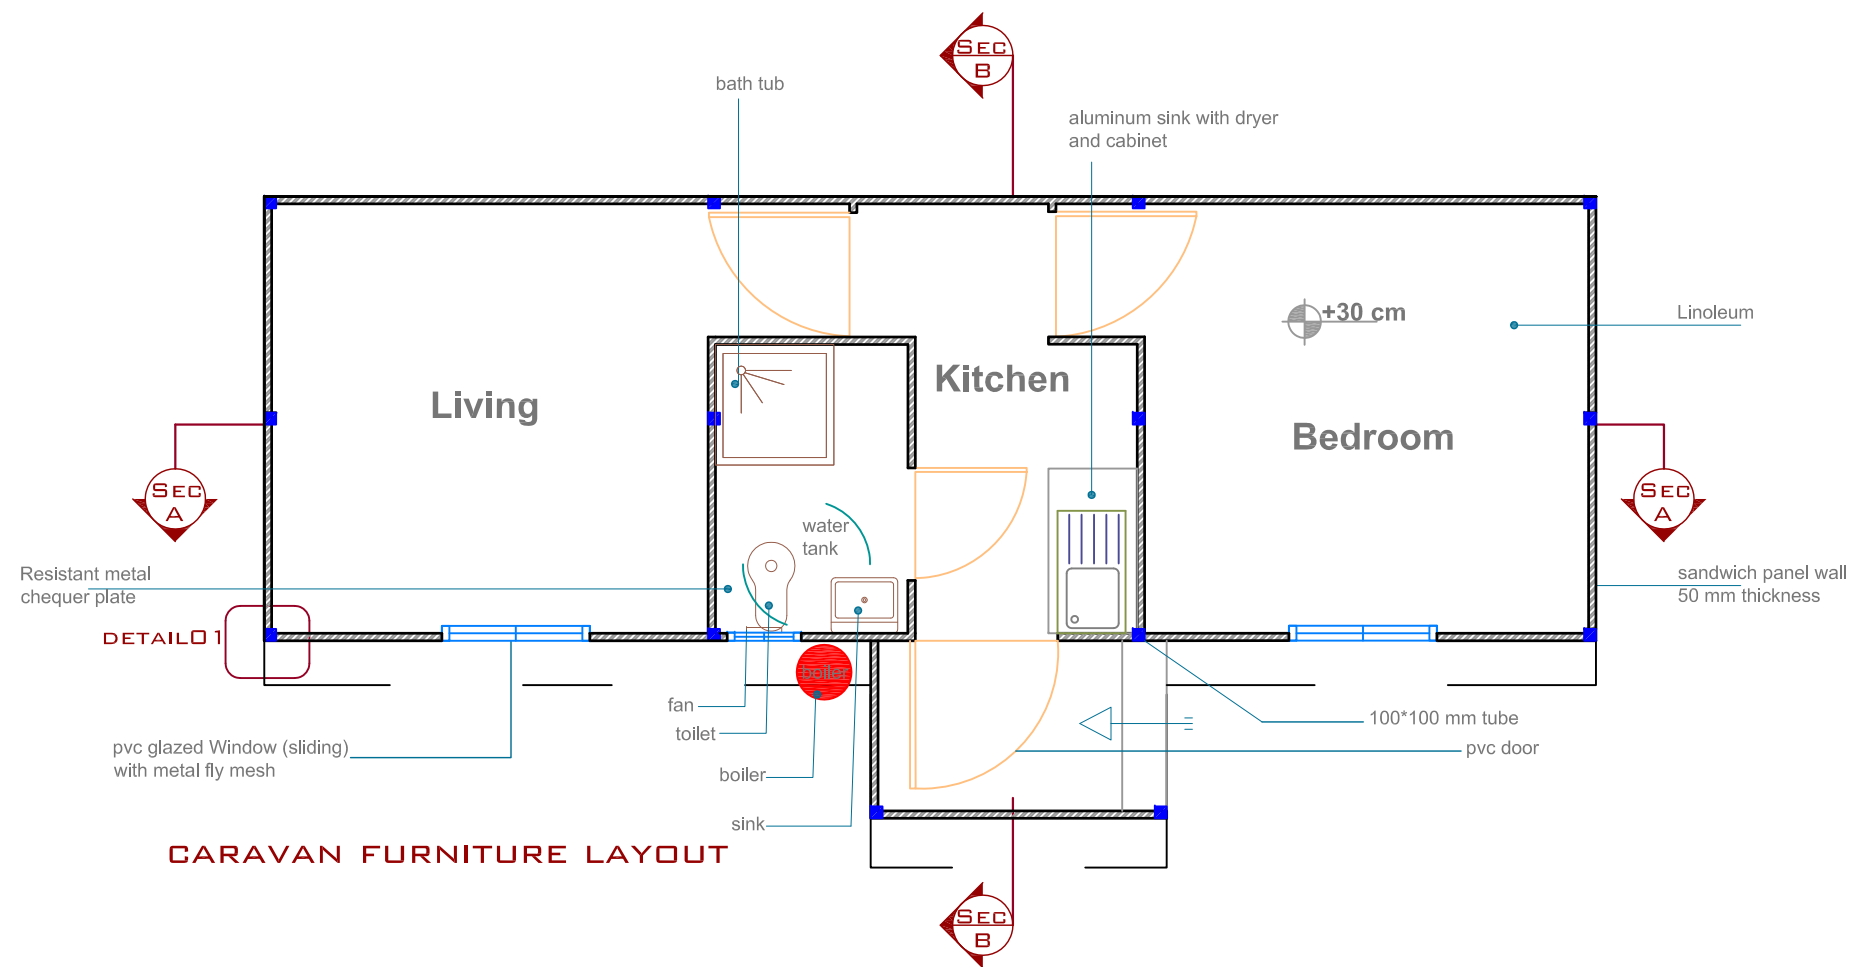 SEC
B
bath tub
aluminum sink with dryer
and cabinet
+30 cm
Linoleum
Kitchen
Living
Bedroom
SEC
A
SEC
A
water
tank
Resistant metal
chequer plate
sandwich panel wall
50 mm thickness
DETAIL01
boiler
fan
toilet
100*100 mm tube
pvc glazed Window (sliding)
with metal fly mesh
pvc door
boiler
sink
CARAVAN FURNITURE LAYOUT
SEC
B